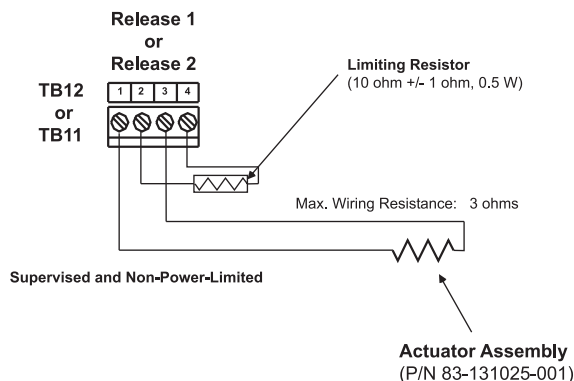 Release 1
or
Release 2
TB12
or
TB11
1 2 3 4
Limiting Resistor
(10 ohm +/- 1 ohm, 0.5 W)
Max. Wiring Resistance: 3 ohms
Supervised and Non-Power-Limited
Actuator Assembly
(P/N 83-131025-001)